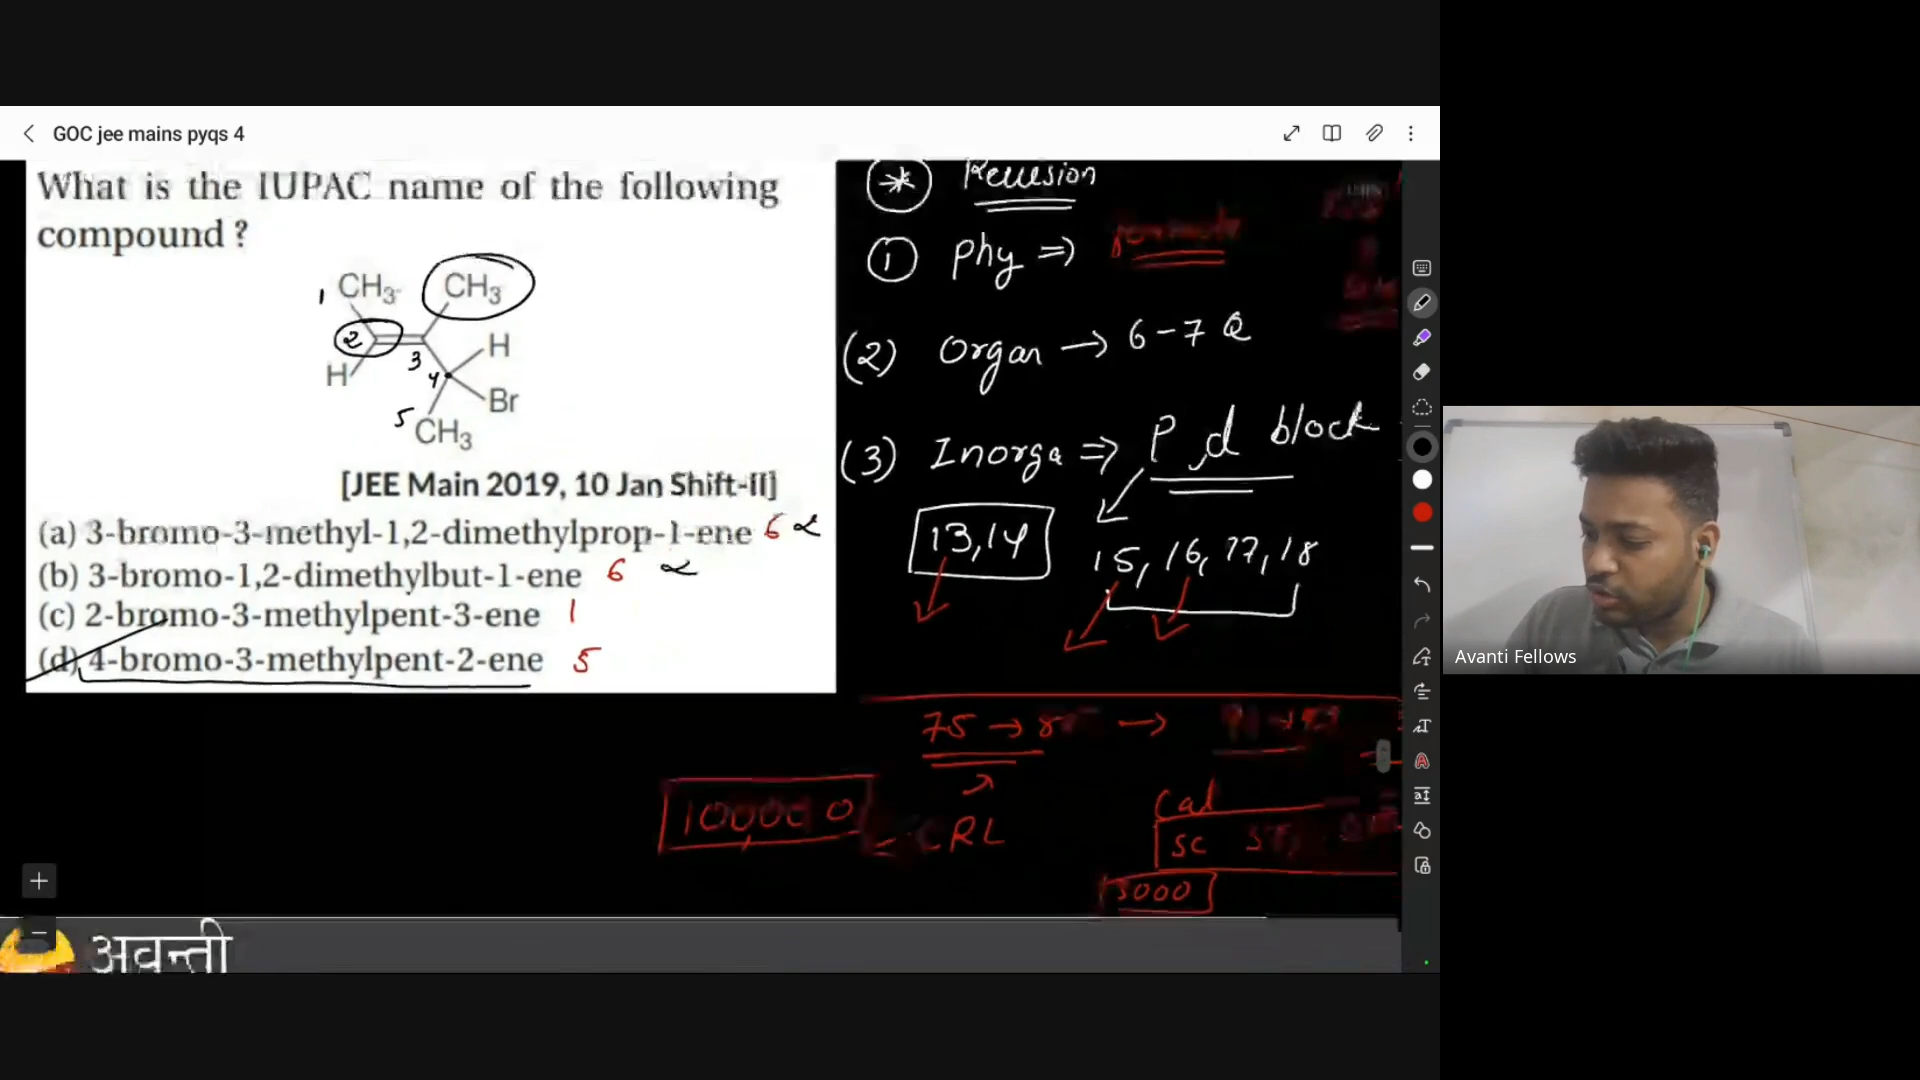 GOC jee mains pyqs 4
What is the IUPAC name of the following
compound ?
1 CH3 CH3
2 3 H
H 4 Br
5 CH3
[JEE Main 2019, 10 Jan Shift-II]
(a) 3-bromo-3-methyl-1,2-dimethylprop-1-ene 6
(b) 3-bromo-1,2-dimethylbut-1-ene 6
(c) 2-bromo-3-methylpent-3-ene 1
(d) 4-bromo-3-methylpent-2-ene 5
(1) Phy ⇒
(2) Organ → 6-7 Q
(3) Inorga ⇒ P,d block
13,14
15, 16, 17, 18
75 → →
CRL
Cal
SC ST,
Avanti Fellows
अवन्ती